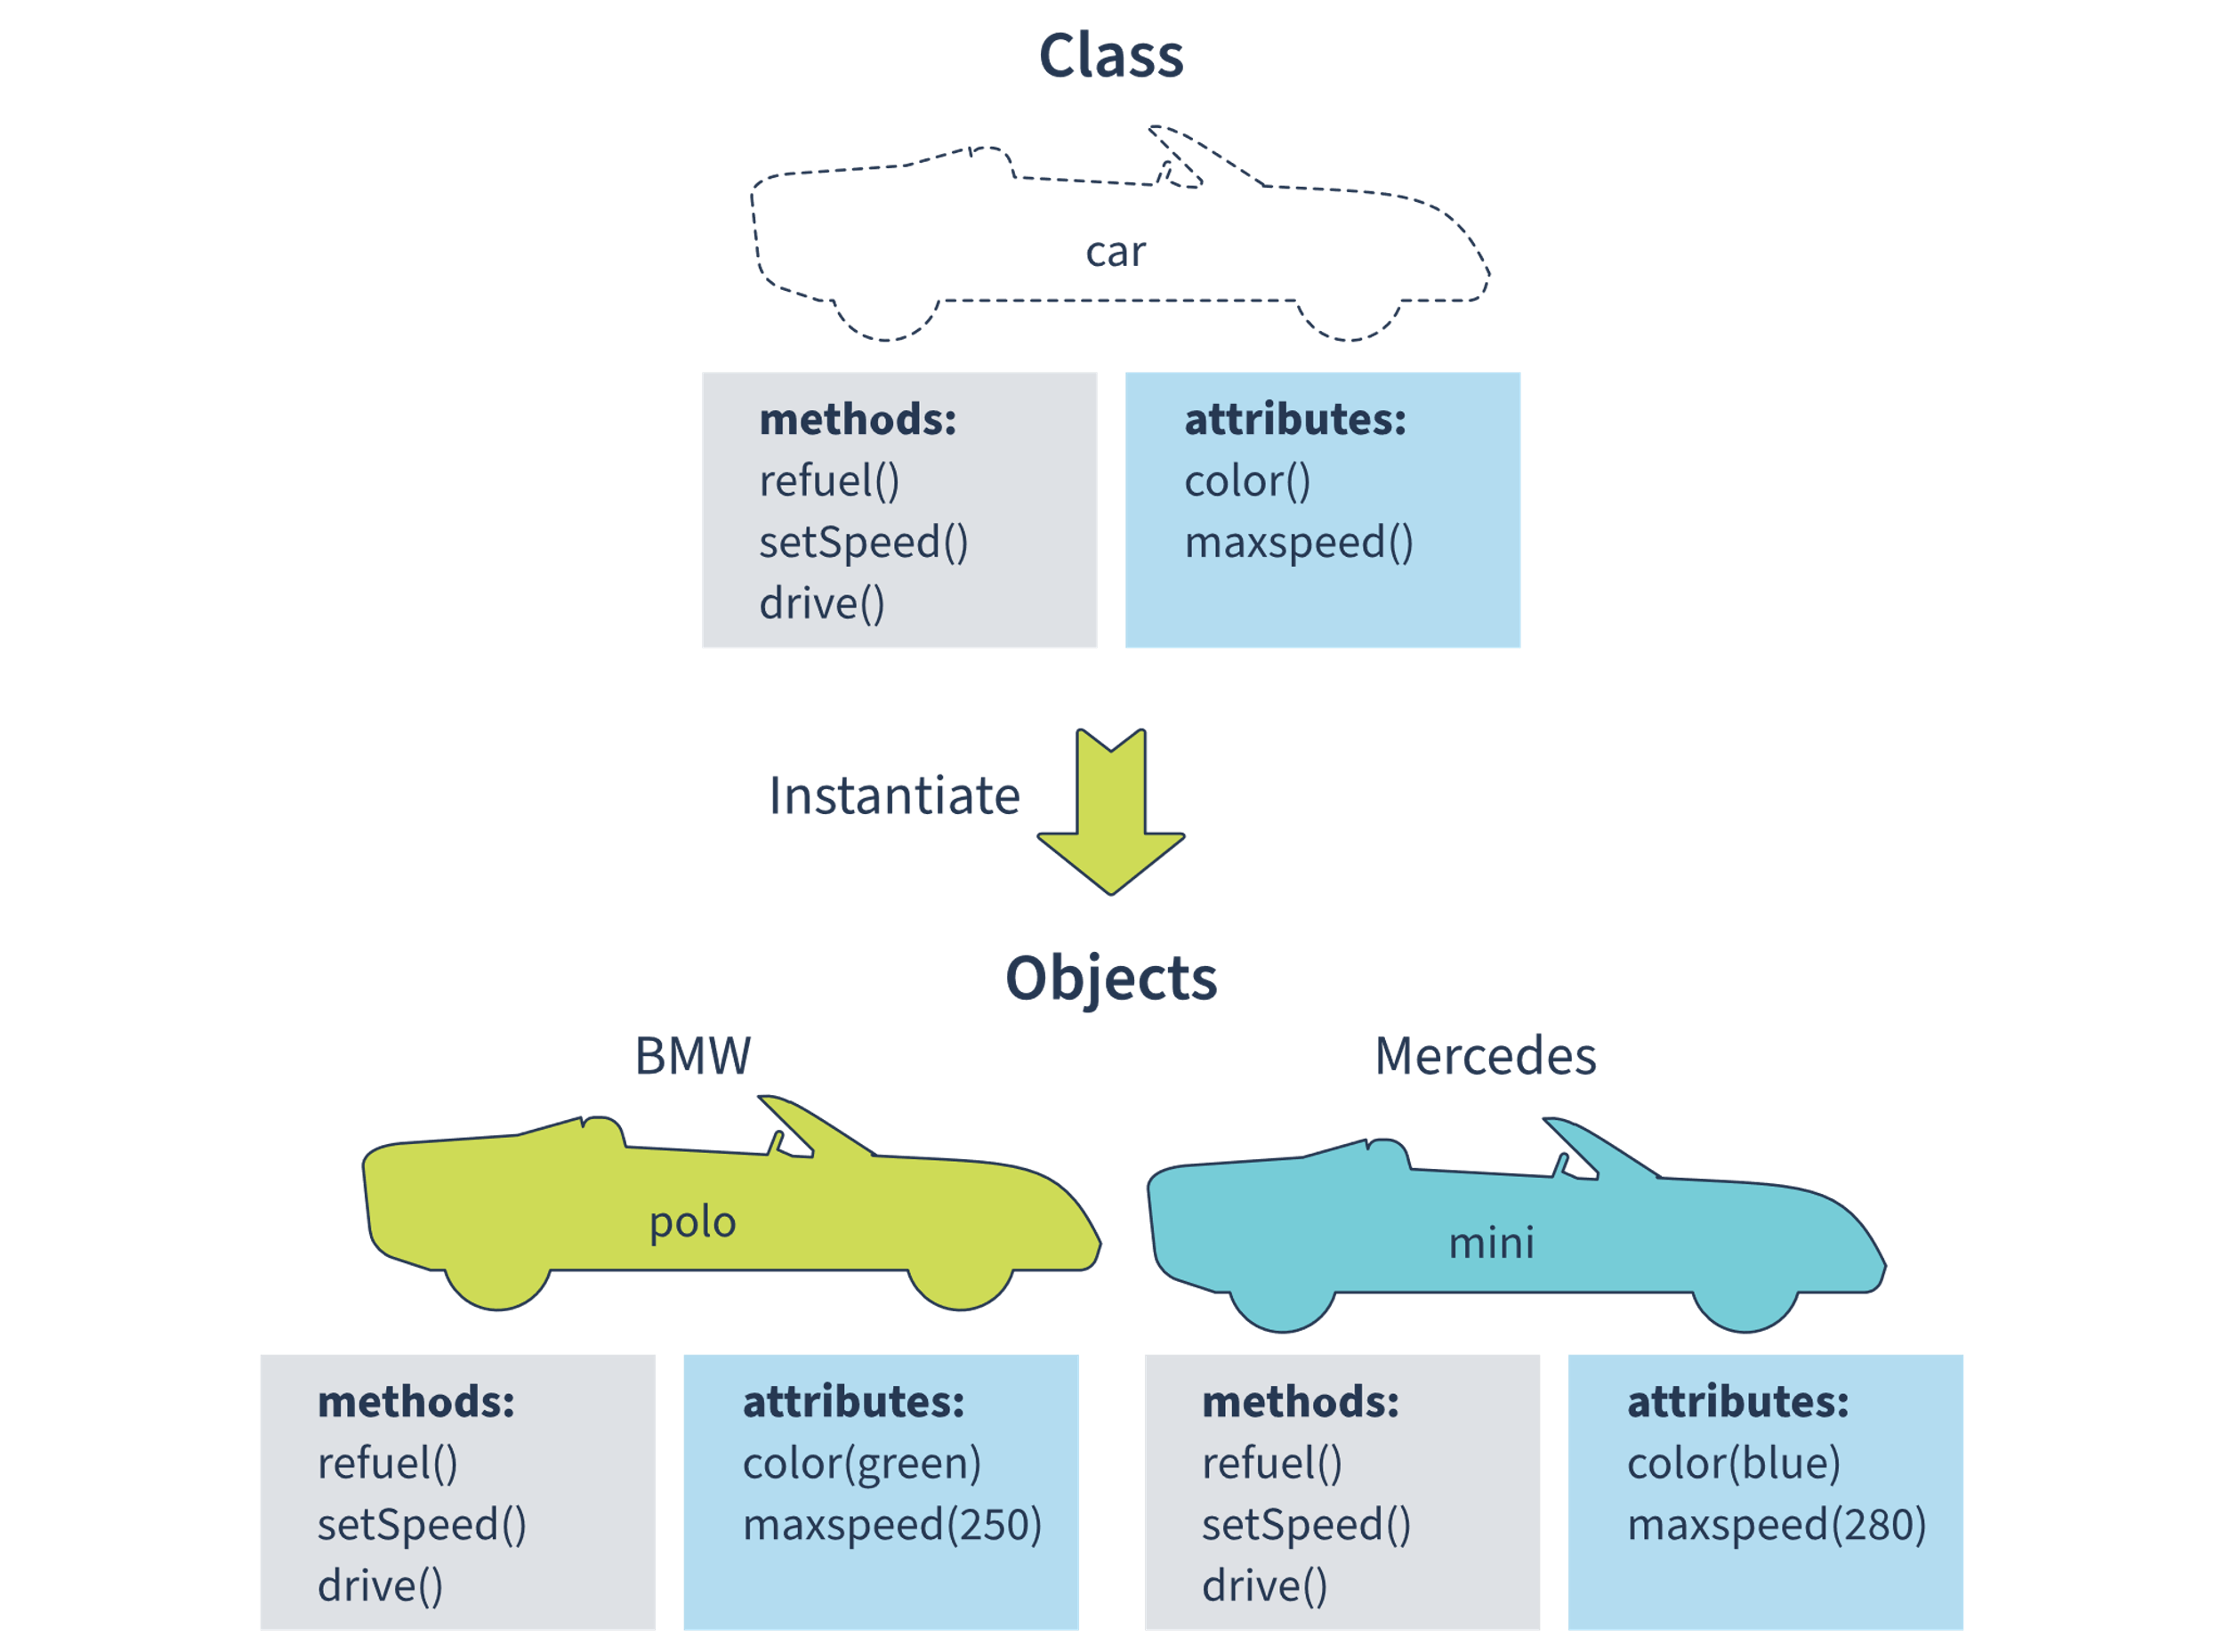 Class
car
methods:
refuel()
setSpeed()
drive()
attributes:
color()
maxspeed()
Instantiate
Objects
BMW
polo
methods:
refuel()
setSpeed()
drive()
attributes:
color(green)
maxspeed(250)
Mercedes
mini
methods:
refuel()
setSpeed()
drive()
attributes:
color(blue)
maxspeed(280)